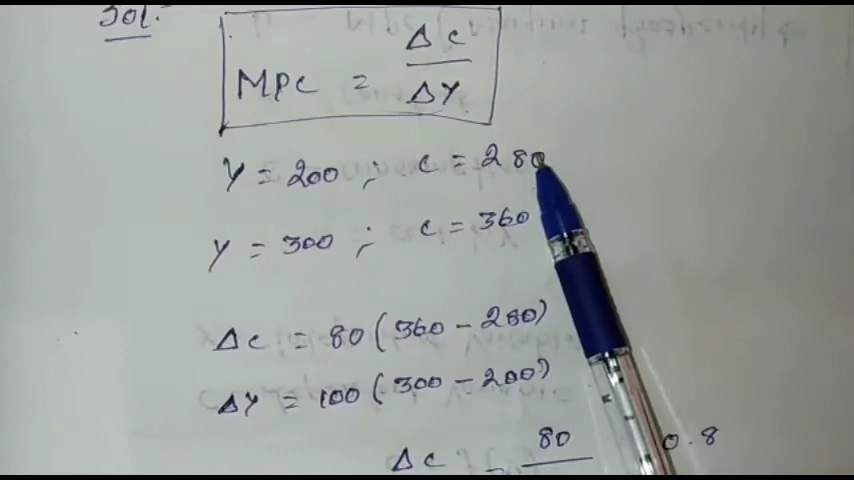 Sol:
MPC = ΔC / ΔY
Y = 200 ; C = 280
Y = 300 ; C = 360
ΔC = 80 (360 - 280)
ΔY = 100 (300 - 200)
ΔC = 80 0.8